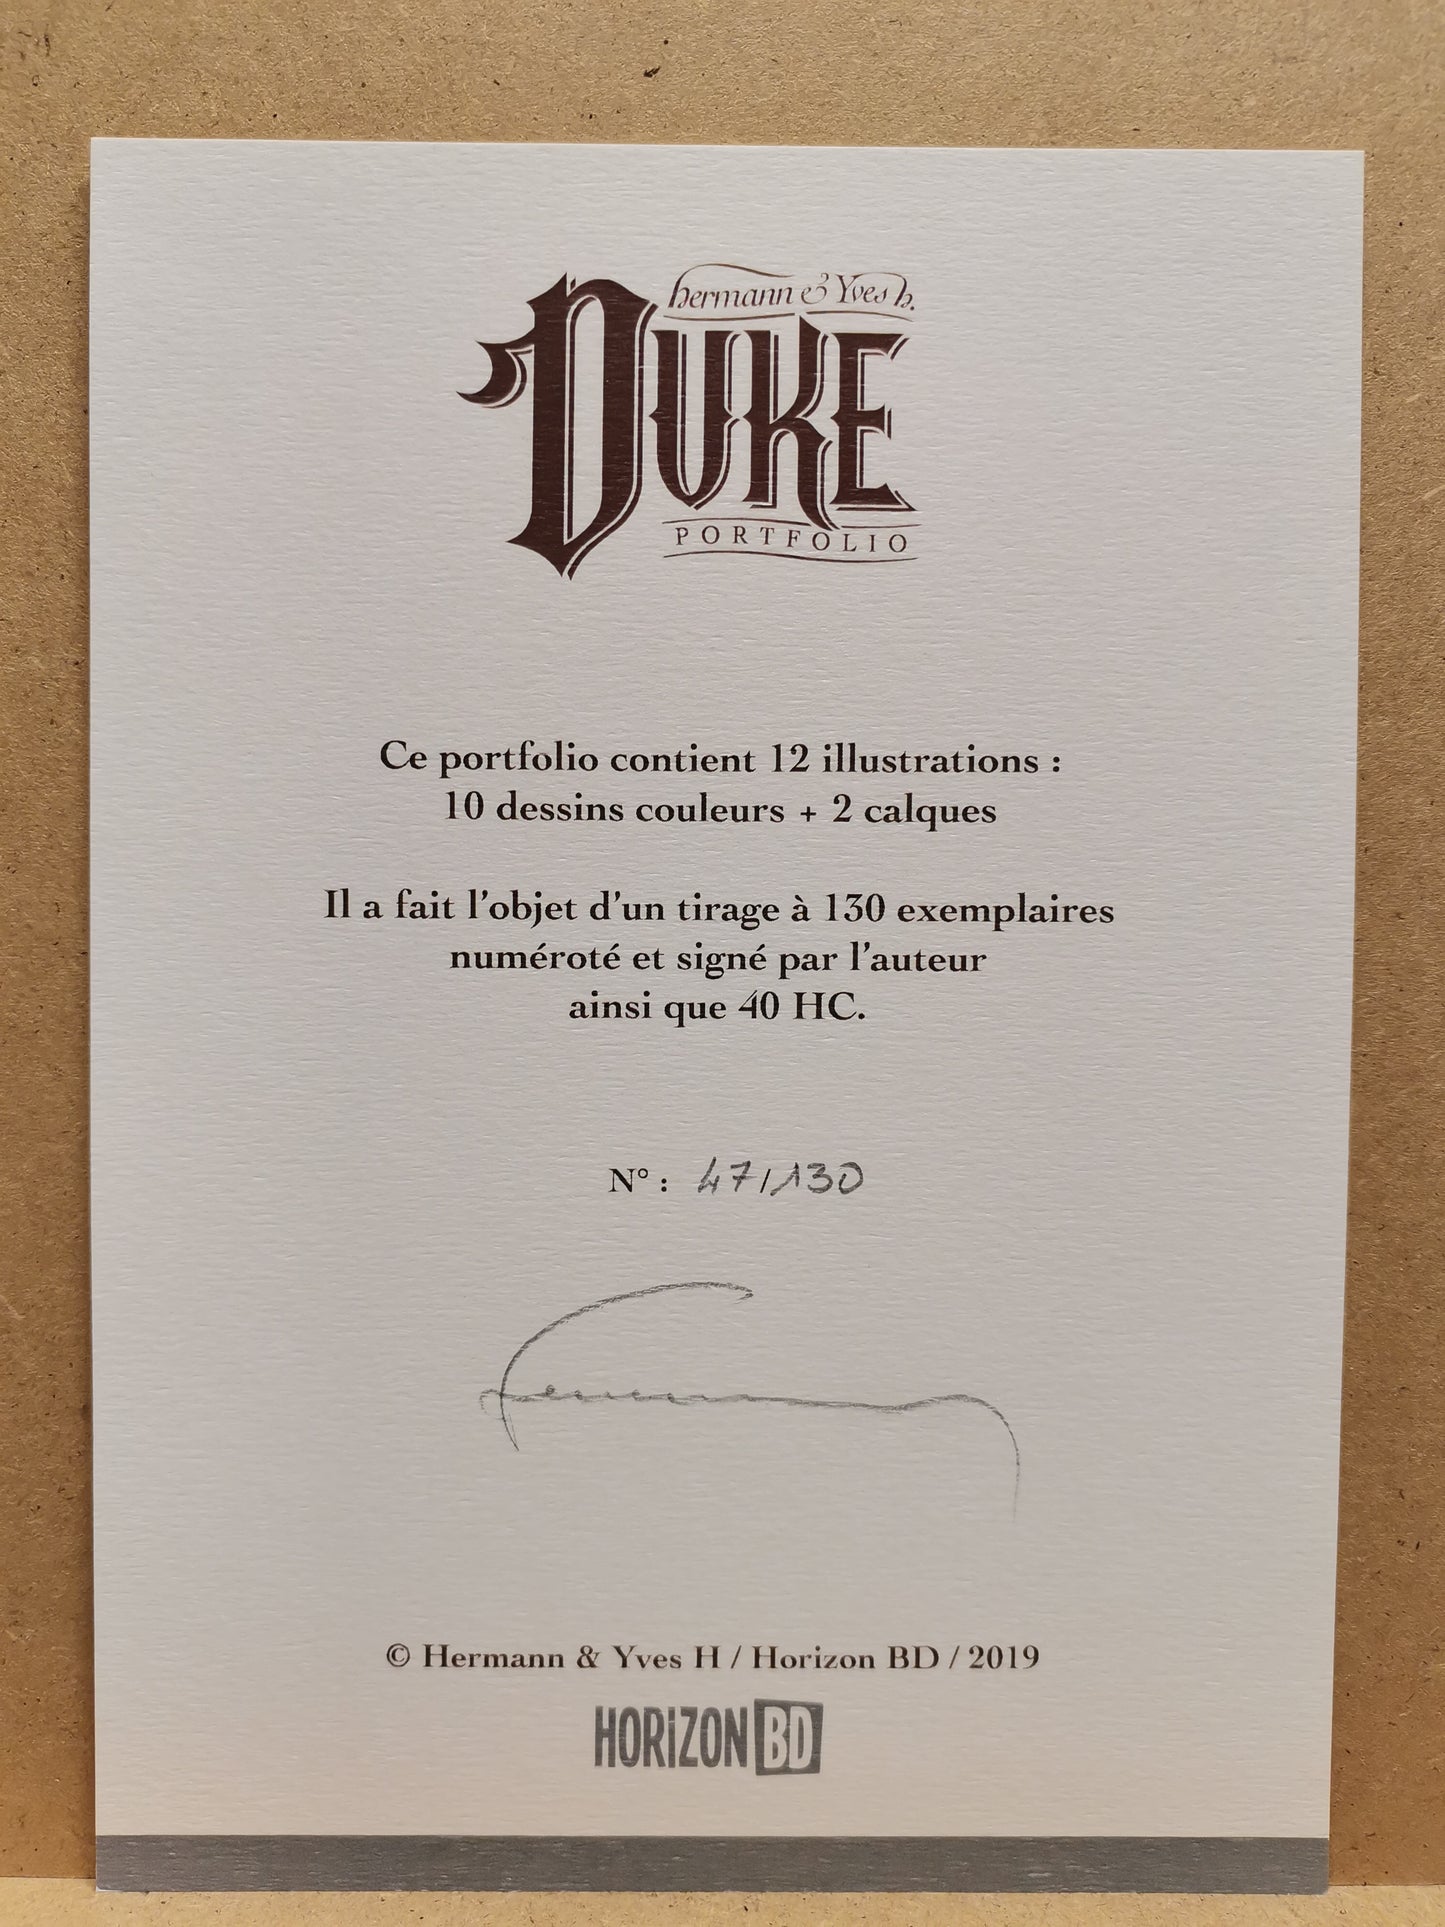 hermann & Yves h.
DUKE
PORTFOLIO
Ce portfolio contient 12 illustrations :
10 dessins couleurs + 2 calques
Il a fait l'objet d'un tirage à 130 exemplaires
numéroté et signé par l'auteur
ainsi que 40 HC.
N° : 47/130
Hermann
© Hermann & Yves H / Horizon BD / 2019
HORIZON BD